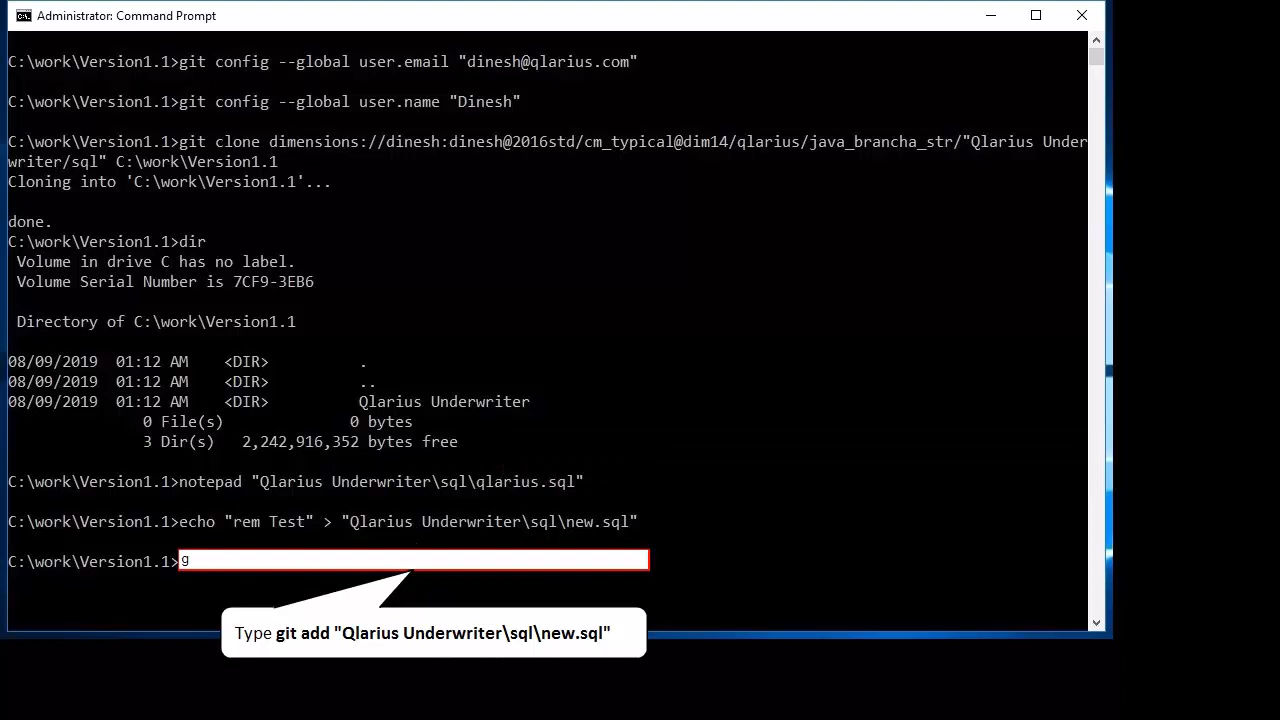 Administrator: Command Prompt
C:\work\Version1.1>git config --global user.email "dinesh@qlarius.com"
C:\work\Version1.1>git config --global user.name "Dinesh"
C:\work\Version1.1>git clone dimensions://dinesh:dinesh@2016std/cm_typical@dim14/qlarius/java_brancha_str/"Qlarius Under
writer/sql" C:\work\Version1.1
Cloning into 'C:\work\Version1.1'...
done.
C:\work\Version1.1>dir
Volume in drive C has no label.
Volume Serial Number is 7CF9-3EB6
Directory of C:\work\Version1.1
08/09/2019 01:12 AM <DIR> .
08/09/2019 01:12 AM <DIR> ..
08/09/2019 01:12 AM <DIR> Qlarius Underwriter
0 File(s) 0 bytes
3 Dir(s) 2,242,916,352 bytes free
C:\work\Version1.1>notepad "Qlarius Underwriter\sql\qlarius.sql"
C:\work\Version1.1>echo "rem Test" > "Qlarius Underwriter\sql\new.sql"
C:\work\Version1.1>g
Type git add "Qlarius Underwriter\sql\new.sql"